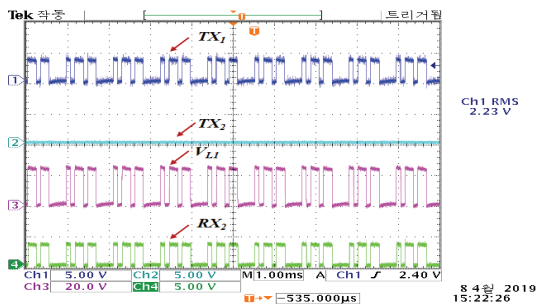 Tek 작동 트리거됨
T
T
TX1
1
Ch1 RMS
2.23 V
TX2
2
VL1
3
RX2
4
Ch1 5.00 V Ch2 5.00 V M 1.00ms A Ch1 2.40 V
Ch3 20.0 V Ch4 5.00 V
T -535.000µs
8 4월 2019
15:22:26